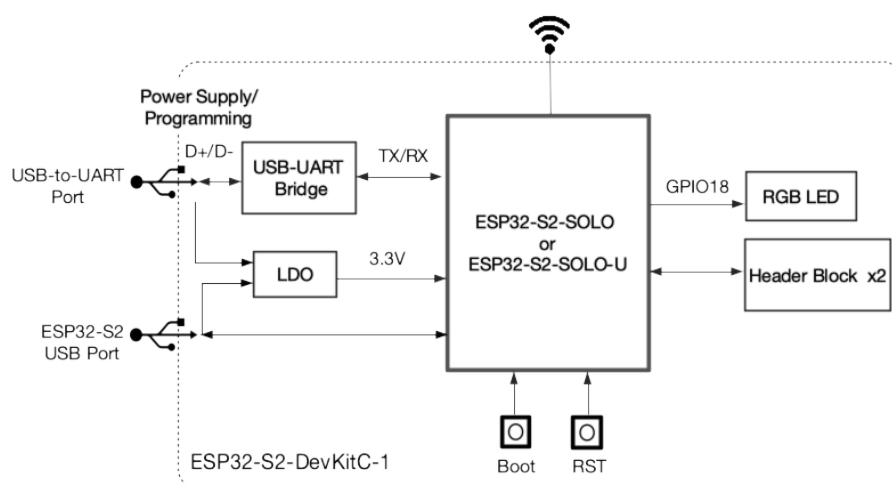 Power Supply/
Programming
USB-to-UART
Port
D+/D-
USB-UART
Bridge
TX/RX
ESP32-S2-SOLO
or
ESP32-S2-SOLO-U
GPIO18
RGB LED
LDO
3.3V
Header Block x2
ESP32-S2
USB Port
Boot
RST
ESP32-S2-DevKitC-1